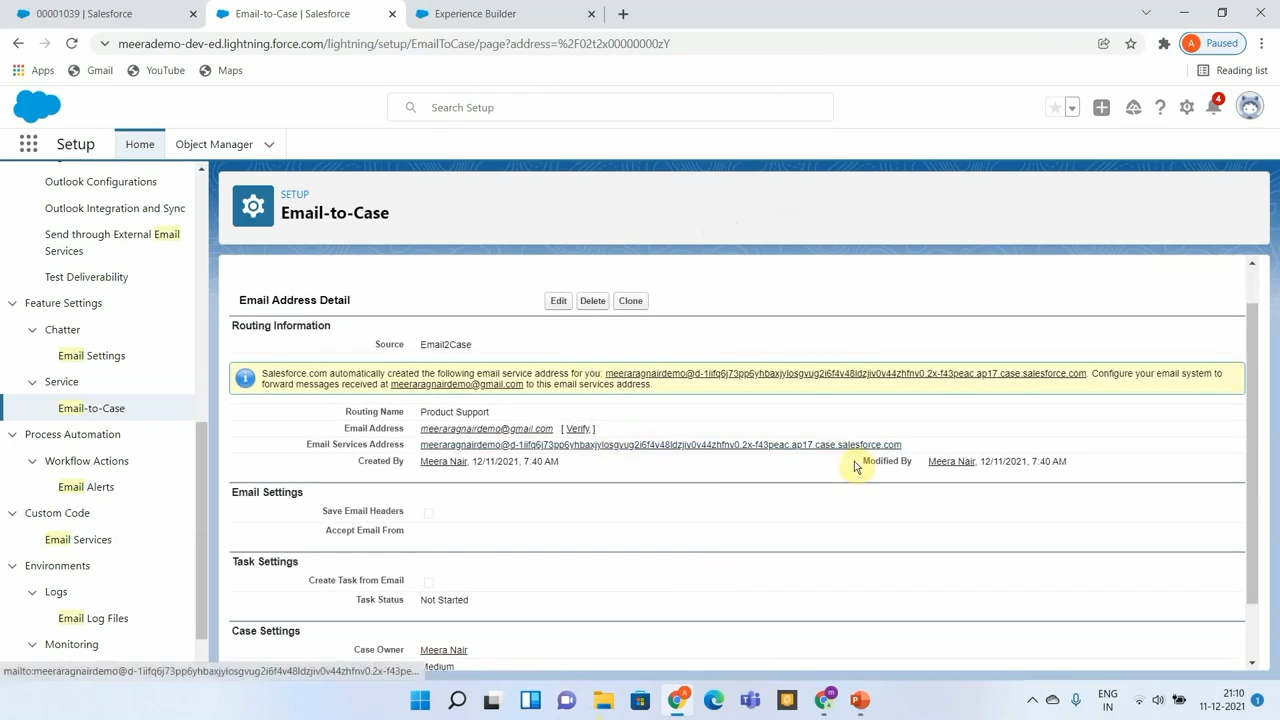 00001039 | Salesforce
Email-to-Case | Salesforce
Experience Builder
meerademo-dev-ed.lightning.force.com/lightning/setup/EmailToCase/page?address=%2F02t2x00000000zY
A
Paused
Apps
Gmail
YouTube
Maps
Reading list
Search Setup
4
Setup
Home
Object Manager
Outlook Configurations
Outlook Integration and Sync
Send through External Email
Services
Test Deliverability
Feature Settings
Chatter
Email Settings
Service
Email-to-Case
Process Automation
Workflow Actions
Email Alerts
Custom Code
Email Services
Environments
Logs
Email Log Files
Monitoring
SETUP
Email-to-Case
Email Address Detail
Edit
Delete
Clone
Routing Information
Source Email2Case
Salesforce.com automatically created the following email service address for you: meeraragnairdemo@d-1iifq6j73pp6yhbaxjylosgvug2i6f4v48ldzjiv0v44zhfnv0.2x-f43peac.ap17.case.salesforce.com. Configure your email system to
forward messages received at meeraragnairdemo@gmail.com to this email services address.
Routing Name Product Support
Email Address meeraragnairdemo@gmail.com [ Verify ]
Email Services Address meeraragnairdemo@d-1iifq6j73pp6yhbaxjylosgvug2i6f4v48ldzjiv0v44zhfnv0.2x-f43peac.ap17.case.salesforce.com
Created By Meera Nair, 12/11/2021, 7:40 AM Modified By Meera Nair, 12/11/2021, 7:40 AM
Email Settings
Save Email Headers
Accept Email From
Task Settings
Create Task from Email
Task Status Not Started
Case Settings
Case Owner Meera Nair
Medium
mailto:meeraragnairdemo@d-1iifq6j73pp6yhbaxjylosgvug2i6f4v48ldzjiv0v44zhfnv0.2x-f43pe...
ENG
IN
21:10
11-12-2021
1